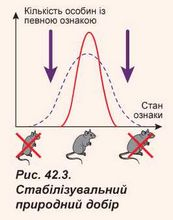 Кількість особин із
певною ознакою
Стан
ознаки
Рис. 42.3.
Стабілізувальний
природний добір